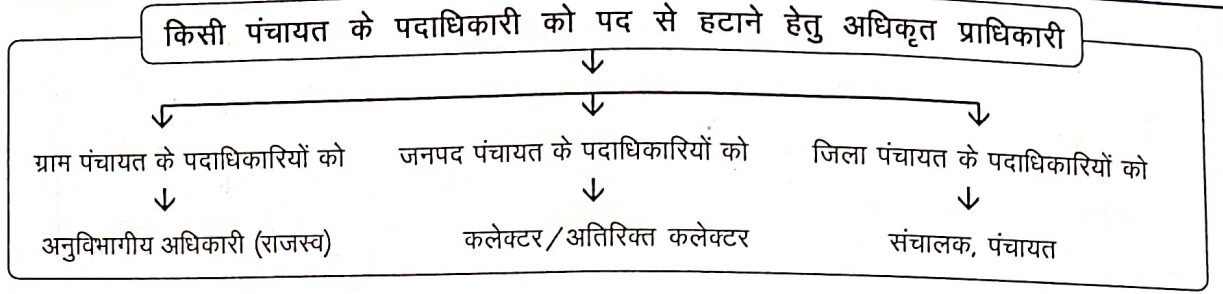 किसी पंचायत के पदाधिकारी को पद से हटाने हेतु अधिकृत प्राधिकारी
ग्राम पंचायत के पदाधिकारियों को जनपद पंचायत के पदाधिकारियों को जिला पंचायत के पदाधिकारियों को
अनुविभागीय अधिकारी (राजस्व) कलेक्टर/अतिरिक्त कलेक्टर संचालक, पंचायत